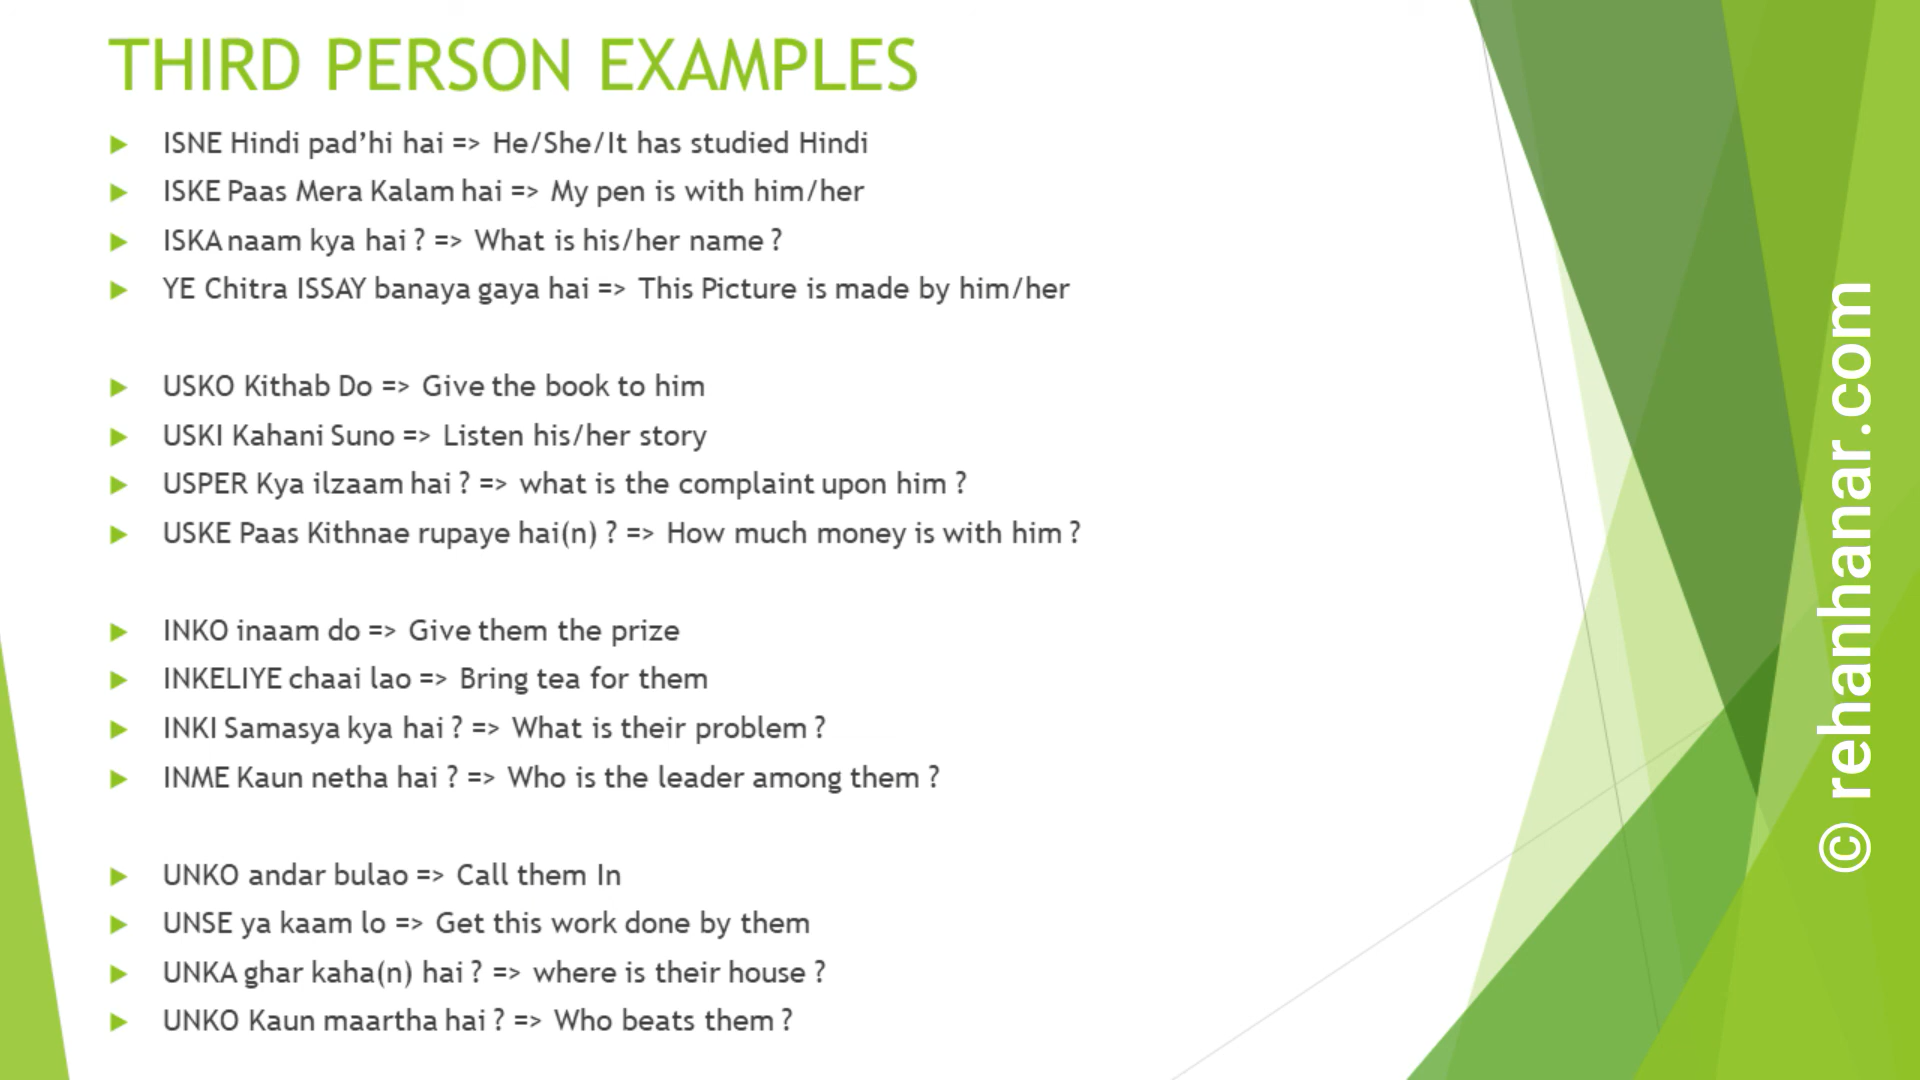 THIRD PERSON EXAMPLES
ISNE Hindi pad’hi hai => He/She/It has studied Hindi
ISKE Paas Mera Kalam hai => My pen is with him/her
ISKA naam kya hai ? => What is his/her name ?
YE Chitra ISSAY banaya gaya hai => This Picture is made by him/her
USKO Kithab Do => Give the book to him
USKI Kahani Suno => Listen his/her story
USPER Kya ilzaam hai ? => what is the complaint upon him ?
USKE Paas Kithnae rupaye hai(n) ? => How much money is with him ?
INKO inaam do => Give them the prize
INKELIYE chaai lao => Bring tea for them
INKI Samasya kya hai ? => What is their problem ?
INME Kaun netha hai ? => Who is the leader among them ?
UNKO andar bulao => Call them In
UNSE ya kaam lo => Get this work done by them
UNKA ghar kaha(n) hai ? => where is their house ?
UNKO Kaun maartha hai ? => Who beats them ?
© rehanhanar.com